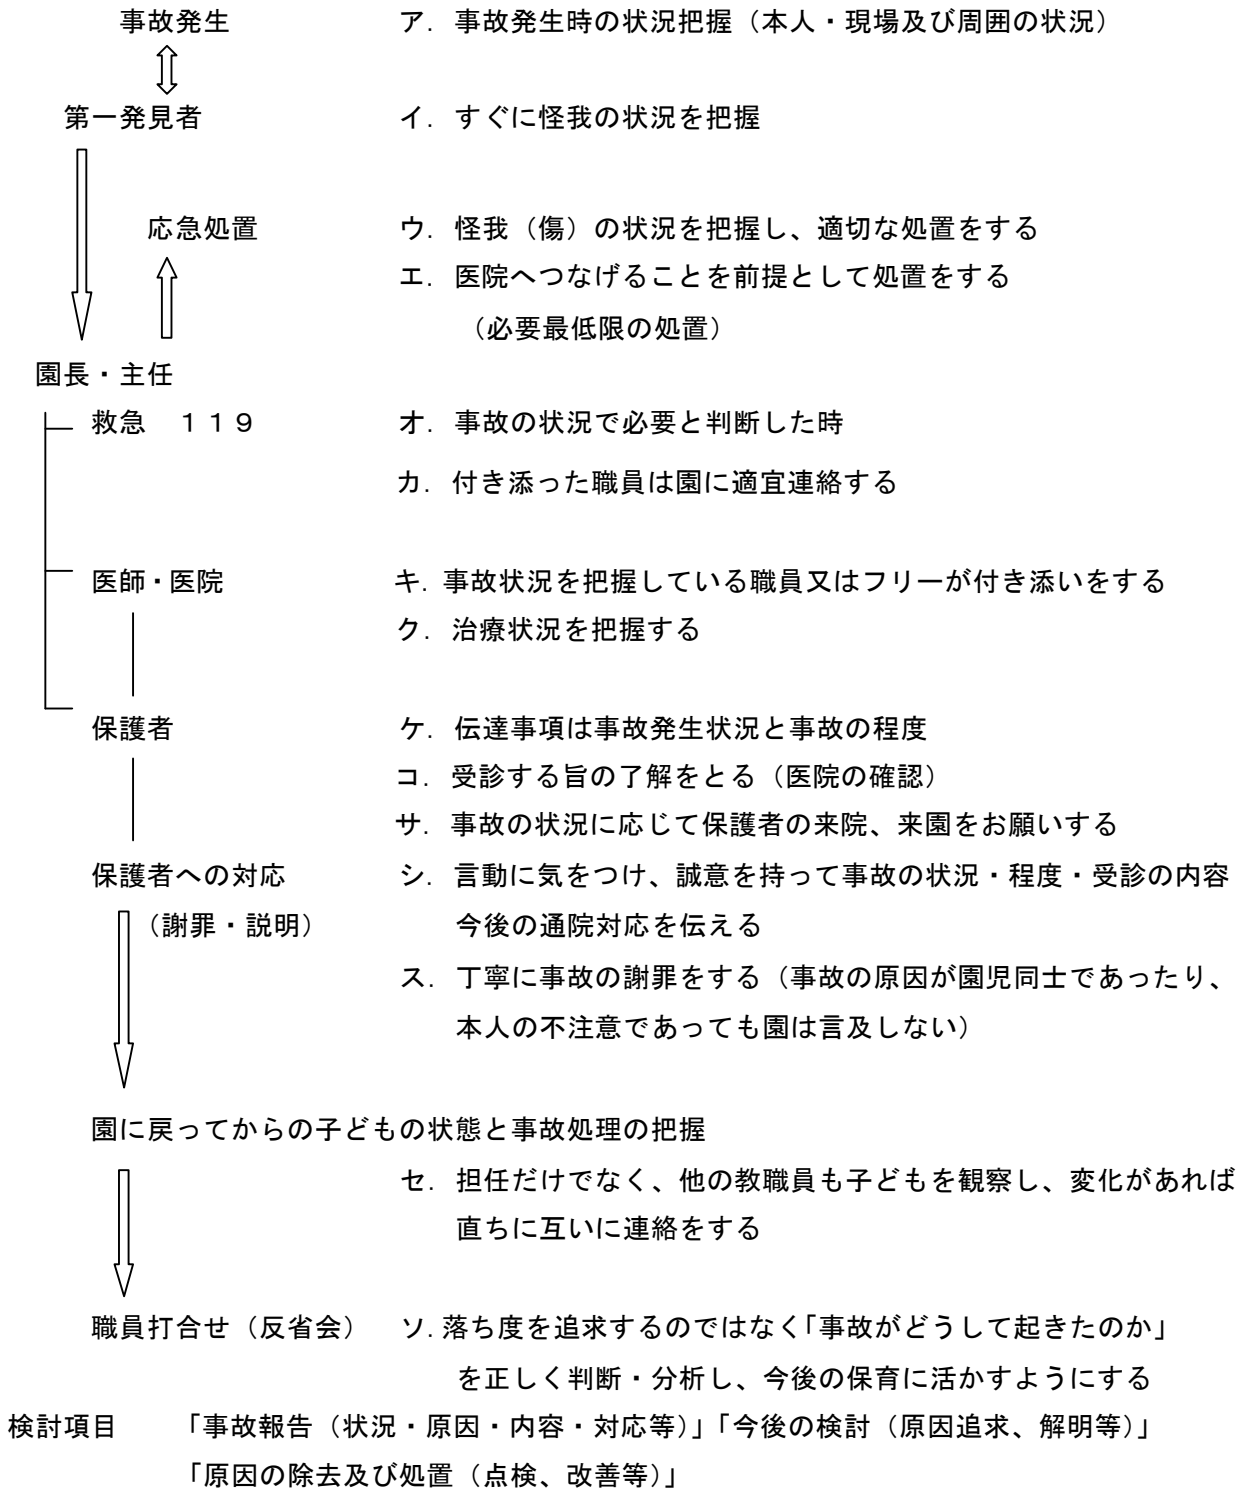 事故発生　ア．事故発生時の状況把握（本人・現場及び周囲の状況）
第一発見者　イ．すぐに怪我の状況を把握
応急処置　ウ．怪我（傷）の状況を把握し、適切な処置をする
エ．医院へつなげることを前提として処置をする
（必要最低限の処置）
園長・主任
救急　１１９　オ．事故の状況で必要と判断した時
カ．付き添った職員は園に適宜連絡する
医師・医院　キ．事故状況を把握している職員又はフリーが付き添いをする
ク．治療状況を把握する
保護者　ケ．伝達事項は事故発生状況と事故の程度
コ．受診する旨の了解をとる（医院の確認）
サ．事故の状況に応じて保護者の来院、来園をお願いする
保護者への対応　シ．言動に気をつけ、誠意を持って事故の状況・程度・受診の内容
（謝罪・説明）　今後の通院対応を伝える
ス．丁寧に事故の謝罪をする（事故の原因が園児同士であったり、
本人の不注意であっても園は言及しない）
園に戻ってからの子どもの状態と事故処理の把握
セ．担任だけでなく、他の教職員も子どもを観察し、変化があれば
直ちに互いに連絡をする
職員打合せ（反省会）　ソ．落ち度を追求するのではなく「事故がどうして起きたのか」
を正しく判断・分析し、今後の保育に活かすようにする
検討項目　「事故報告（状況・原因・内容・対応等）」「今後の検討（原因追求、解明等）」
「原因の除去及び処置（点検、改善等）」